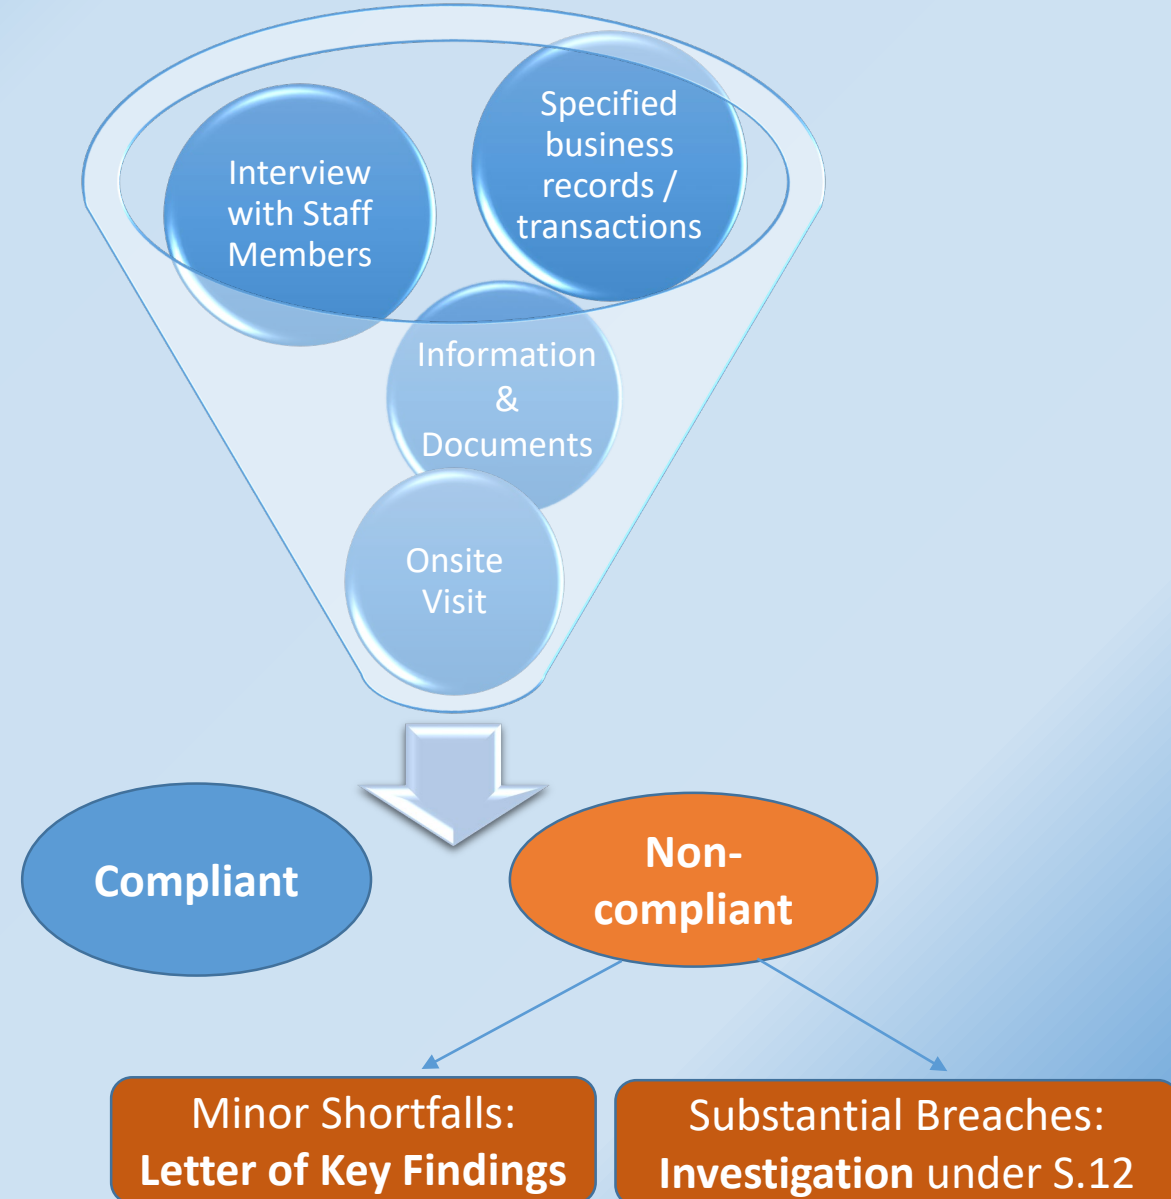 Interview
with Staff
Members
Specified
business
records /
transactions
Information
&
Documents
Onsite
Visit
Compliant
Non-
compliant
Minor Shortfalls:
Letter of Key Findings
Substantial Breaches:
Investigation under S.12